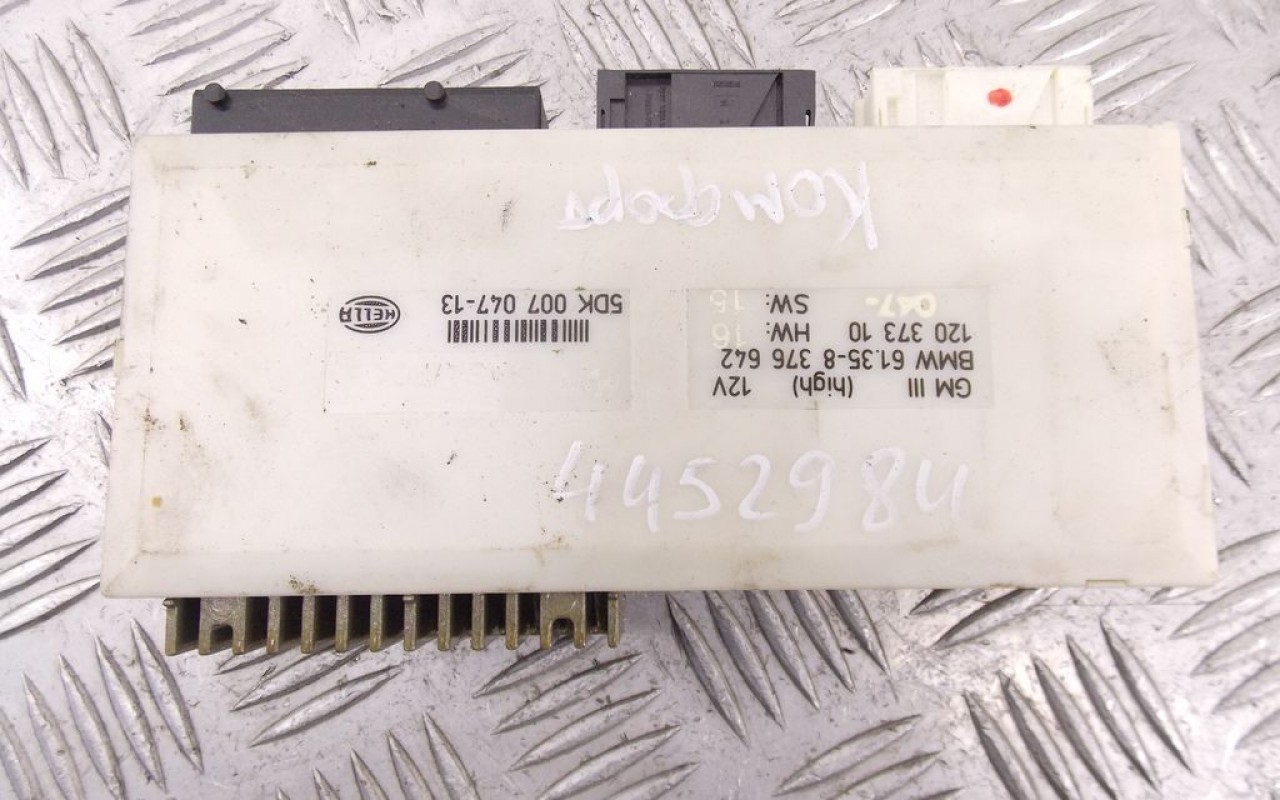 Комфорт
GM III (high) 12V
BMW 61.35-8 376 642
120 373 10 HW: 16
047- SW: 15
5DK 007 047-13
HELLA
4452984